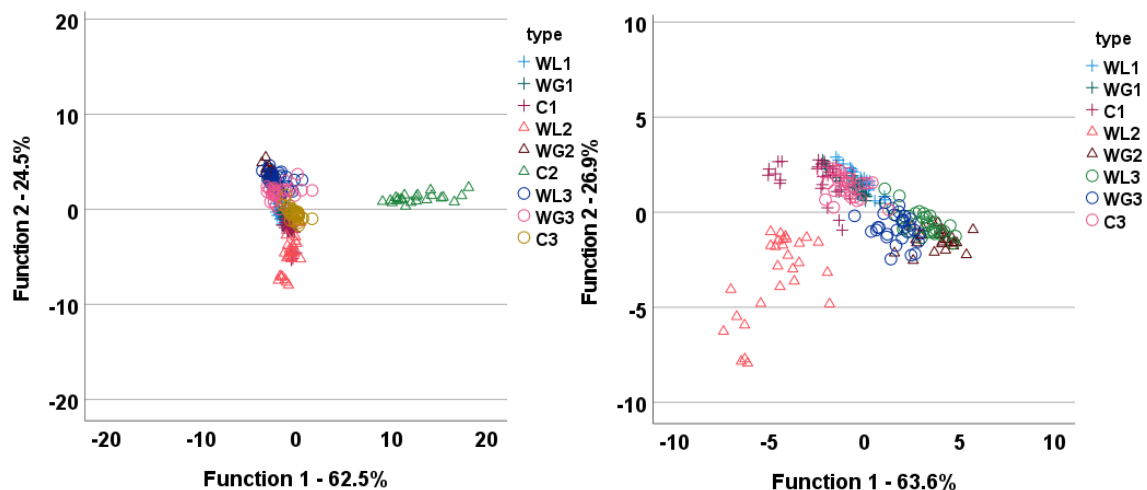 20
10
0
-10
-20
-20
-10
0
10
20
Function 2 - 24.5%
Function 1 - 62.5%
type
WL1
WG1
C1
WL2
WG2
C2
WL3
WG3
C3
10
5
0
-5
-10
-10
-5
0
5
10
Function 2 - 26.9%
Function 1 - 63.6%
type
WL1
WG1
C1
WL2
WG2
WL3
WG3
C3